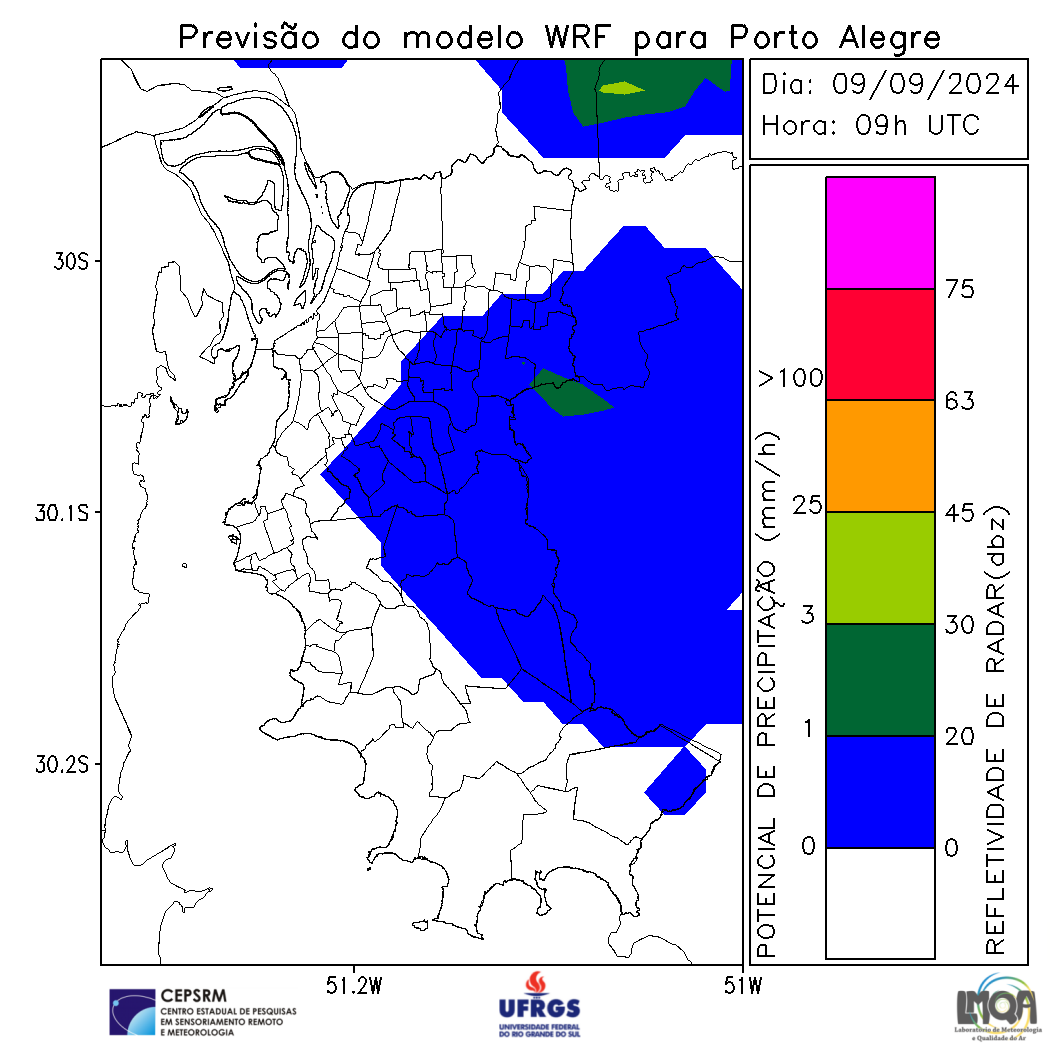 Previsão do modelo WRF para Porto Alegre
Dia: 09/09/2024
Hora: 09h UTC
30S
30.1S
30.2S
51.2W
51W
POTENCIAL DE PRECIPITAÇÃO (mm/h)
>100
25
3
1
0
75
63
45
30
20
0
REFLETIVIDADE DE RADAR(dbz)
CEPSRM
CENTRO ESTADUAL DE PESQUISAS
EM SENSORIAMENTO REMOTO
E METEOROLOGIA
UFRGS
UNIVERSIDADE FEDERAL
DO RIO GRANDE DO SUL
LMQA
Laboratório de Meteorologia
e Qualidade do Ar